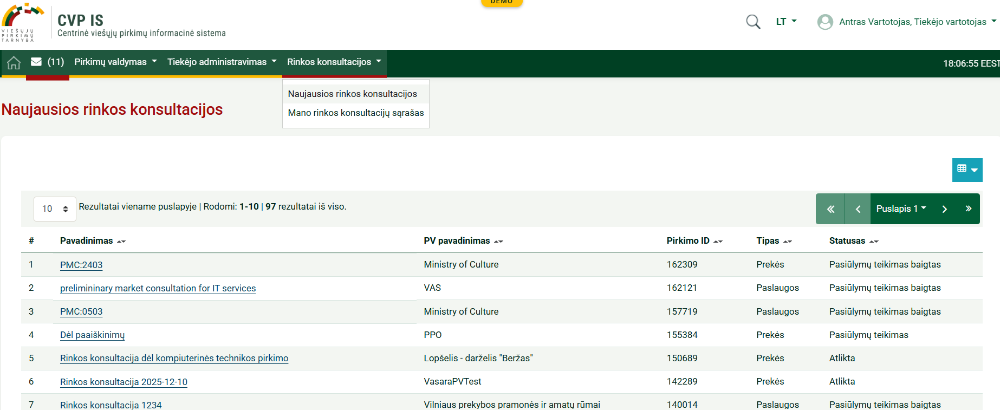 DEMO
VIEŠŲJŲ
PIRKIMŲ
TARNYBA
CVP IS
Centrinė viešųjų pirkimų informacinė sistema
LT
Antras Vartotojas, Tiekėjo vartotojas
(11) Pirkimų valdymas Tiekėjo administravimas Rinkos konsultacijos
18:06:55 EEST
Naujausios rinkos konsultacijos
Mano rinkos konsultacijų sąrašas
Naujausios rinkos konsultacijos
10 Rezultatai viename puslapyje | Rodomi: 1-10 | 97 rezultatai iš viso.
« ‹ Puslapis 1 › »
# Pavadinimas PV pavadinimas Pirkimo ID Tipas Statusas
1 PMC:2403 Ministry of Culture 162309 Prekės Pasiūlymų teikimas baigtas
2 prelimininary market consultation for IT services VAS 162121 Paslaugos Pasiūlymų teikimas baigtas
3 PMC:0503 Ministry of Culture 157719 Paslaugos Pasiūlymų teikimas baigtas
4 Dėl paaiškinimų PPO 155384 Prekės Pasiūlymų teikimas
5 Rinkos konsultacija dėl kompiuterinės technikos pirkimo Lopšelis - darželis "Beržas" 150689 Prekės Atlikta
6 Rinkos konsultacija 2025-12-10 VasaraPVTest 142289 Prekės Atlikta
7 Rinkos konsultacija 1234 Vilniaus prekybos pramonės ir amatų rūmai 140014 Paslaugos Pasiūlymų teikimas baigtas